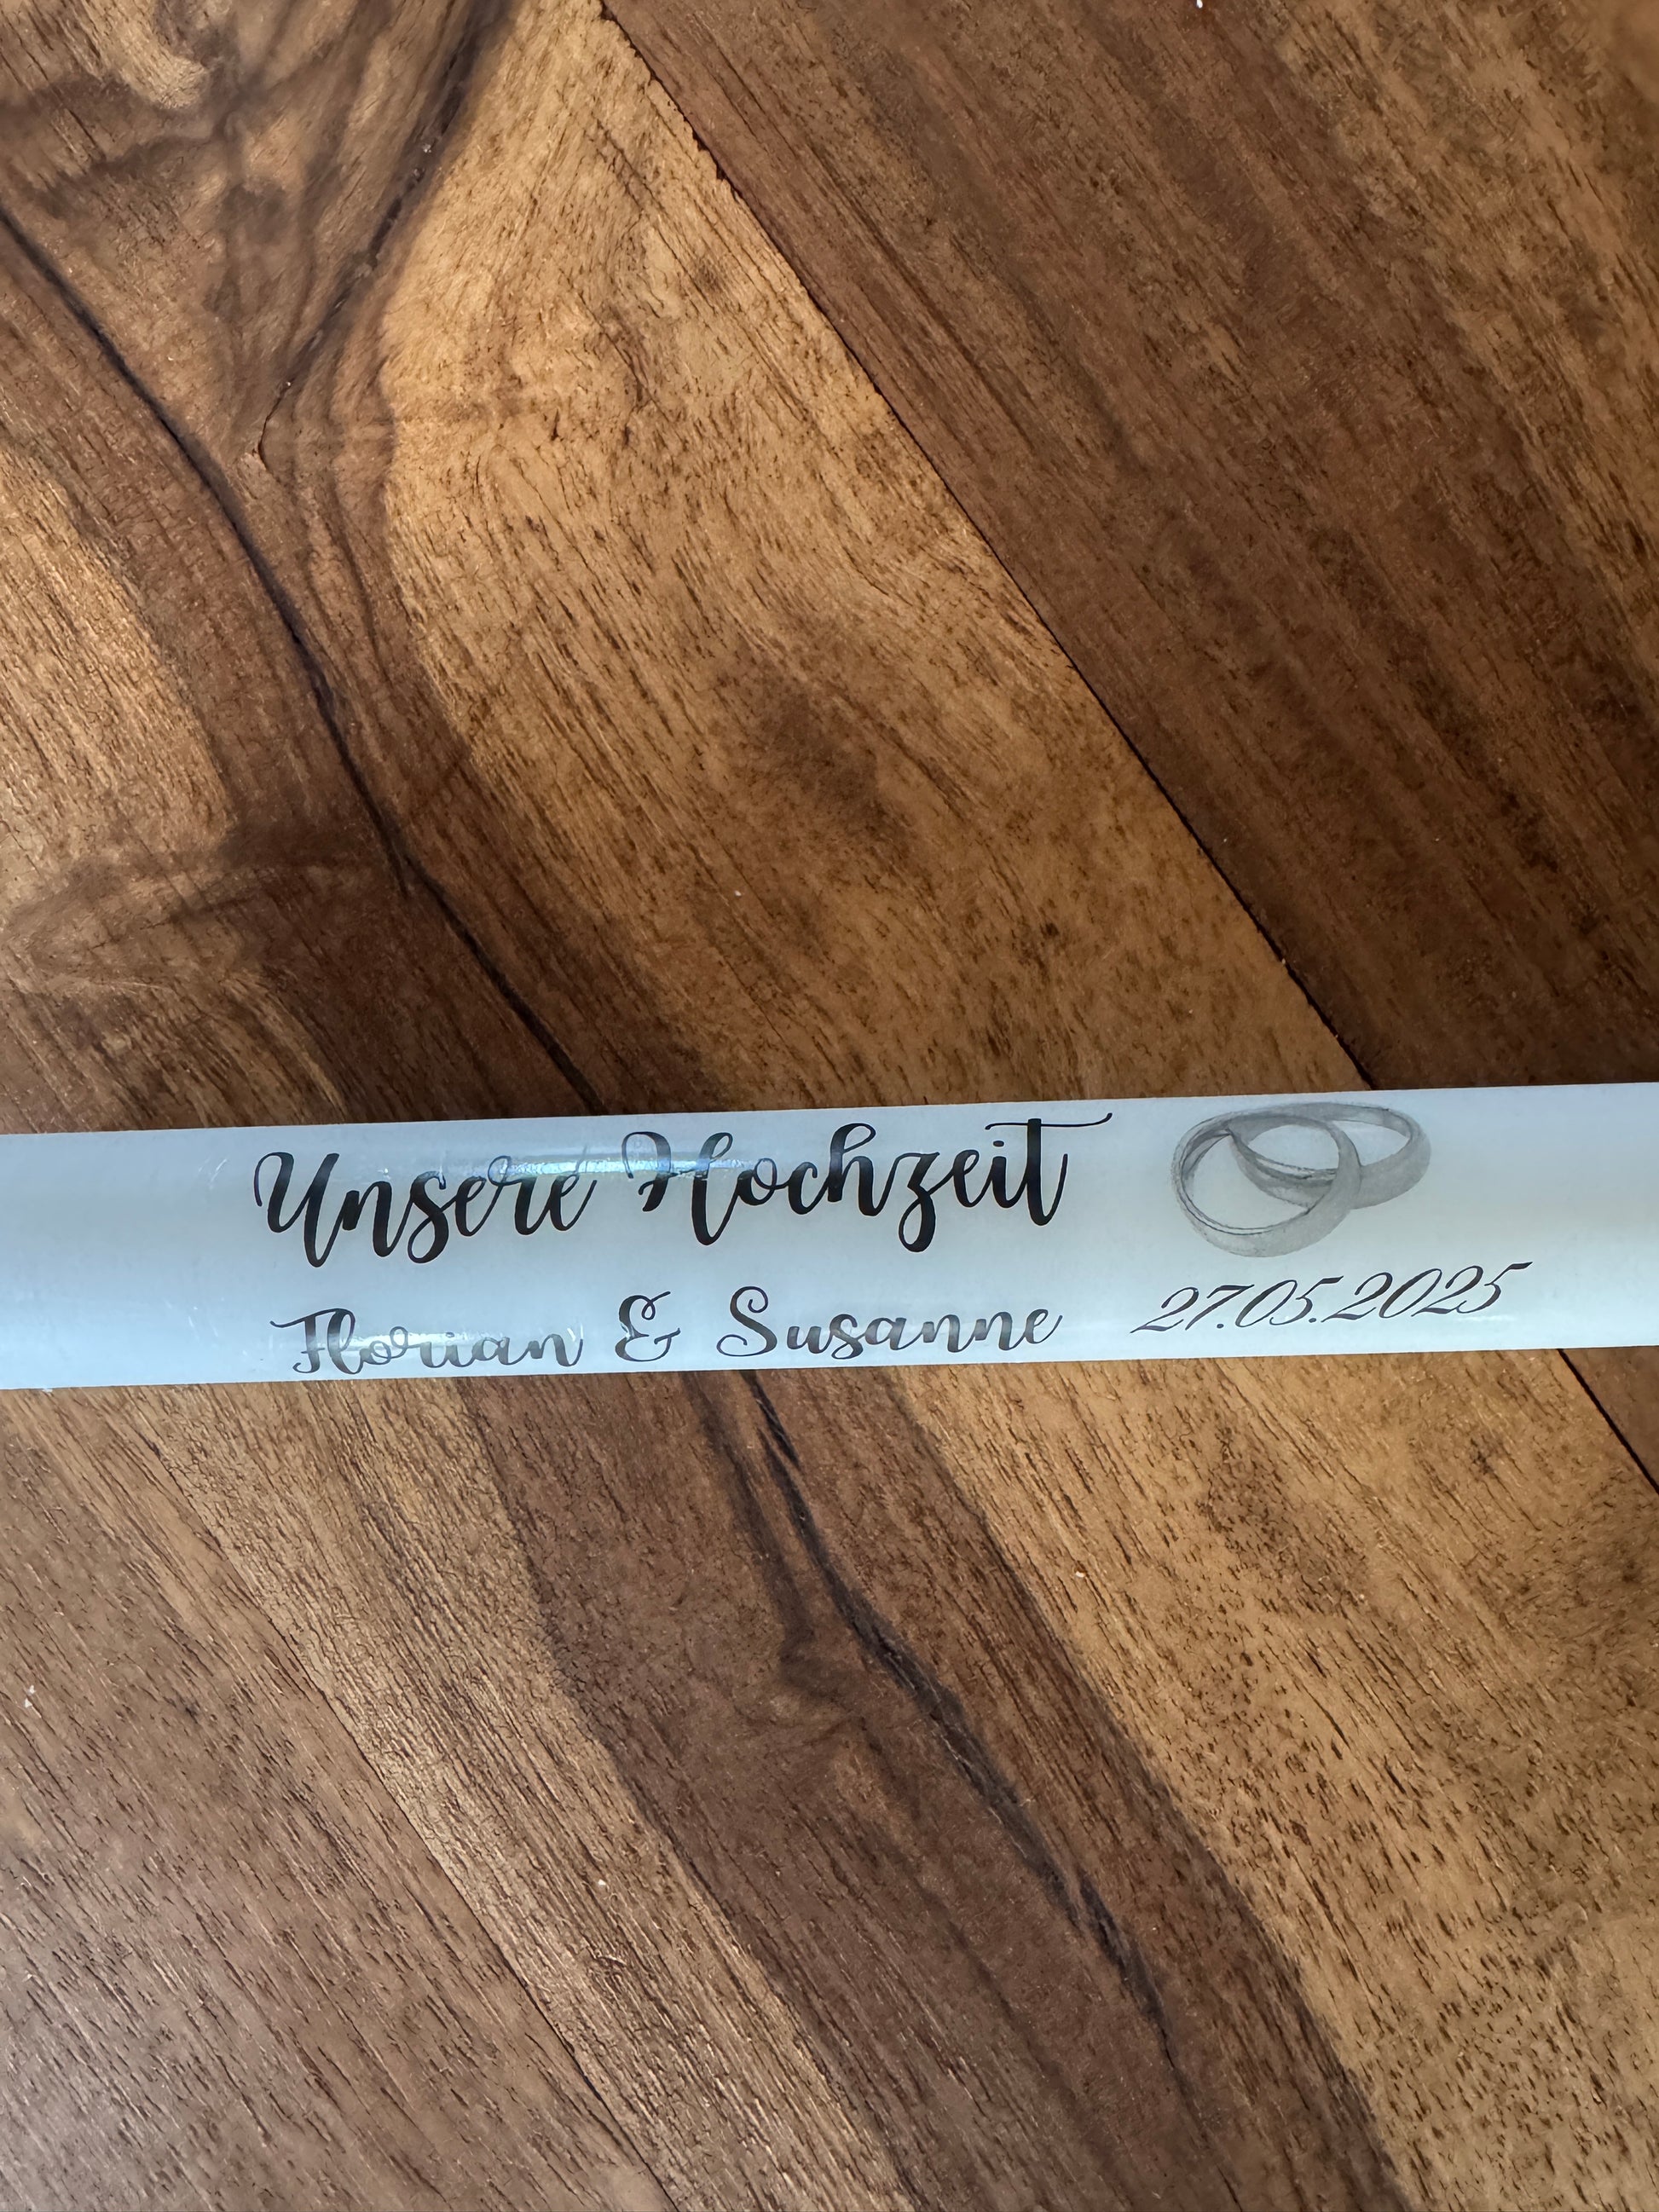 Unsere Hochzeit
Florian & Susanne
27.05.2025